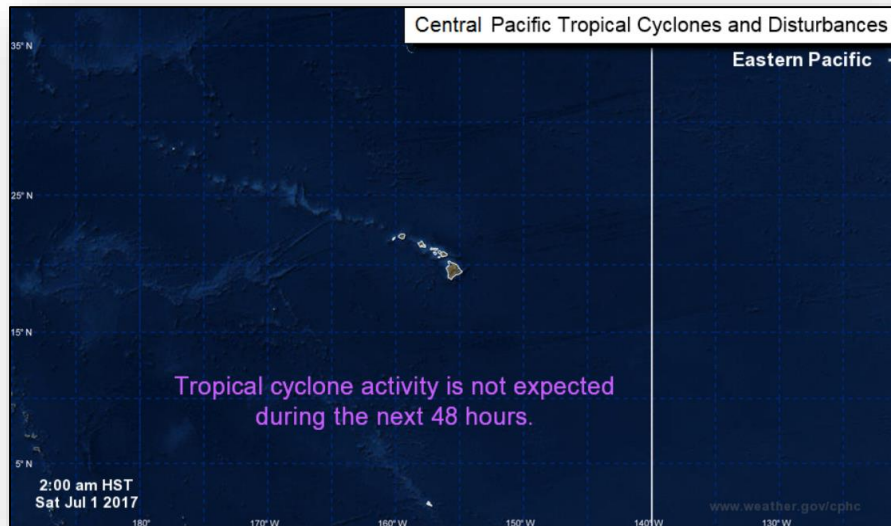 Central Pacific Tropical Cyclones and Disturbances
35° N
Eastern Pacific
25° N
15° N
Tropical cyclone activity is not expected
during the next 48 hours.
5° N
2:00 am HST
Sat Jul 1 2017
www.weather.gov/cphc
180° 170° W 160° W 150° W 140° W 130° W